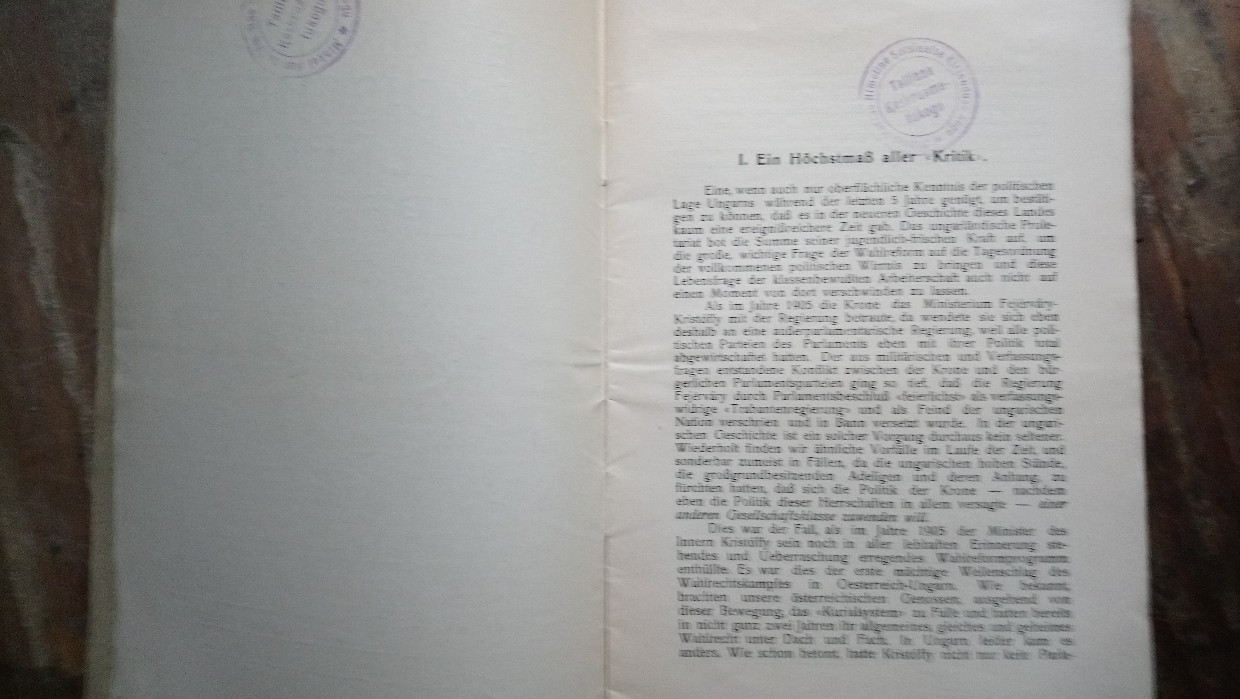 Tallinna
Keskraamatukogu
I. Ein Höchstmaß aller «Kritik».
Eine, wenn auch nur oberflächliche Kenntnis der politischen
Lage Ungarns während der letzten 5 Jahre genügt, um bestäti-
gen zu können, daß es in der neueren Geschichte dieses Landes
kaum eine ereignißreichere Zeit gab. Das ungarländische Prole-
tariat bot die Summe seiner jugendlich-frischen Kraft auf, um
die große, wichtige Frage der Wahlreform auf die Tagesordnung
der vollkommenen politischen Wirrnis zu bringen und diese
Lebensfrage der klassenbewußten Arbeiterschaft auch nicht auf
einen Moment von dort verschwinden zu lassen.
Als im Jahre 1905 die Krone das Ministerium Fejérváry-
Kristóffy mit der Regierung betraute, da wendete sie sich eben
deshalb an eine außerparlamentarische Regierung, weil alle poli-
tischen Parteien des Parlaments eben mit ihrer Politik total
abgewirtschaftet hatten. Der aus militärischen und Verfassungs-
fragen entstandene Konflikt zwischen der Krone und den bür-
gerlichen Parlamentsparteien ging so tief, daß die Regierung
Fejérváry durch Parlamentsbeschluß «feierlichst» als verfassungs-
widrige «Trabantenregierung» und als Feind der ungarischen
Nation verschrien und in Bann versetzt wurde. In der ungari-
schen Geschichte ist ein solcher Vorgang durchaus kein seltener.
Wiederholt finden wir ähnliche Vorfälle im Laufe der Zeit, und
sonderbar zumeist in Fällen, da die ungarischen hohen Stände,
die großgrundbesitzenden Adeligen und deren Anhang, zu
fürchten hatten, daß sich die Politik der Krone — nachdem
eben die Politik dieser Herrschaften in allem versagte — einer
anderen Gesellschaftsklasse zuwenden will.
Dies war der Fall, als im Jahre 1905 der Minister des
Innern Kristóffy sein noch in aller lebhaften Erinnerung ste-
hendes und Ueberraschung erregendes Wahlreformprogramm
enthüllte. Es war dies der erste mächtige Wellenschlag des
Wahlrechtskampfes in Oesterreich-Ungarn. Wie bekannt,
brachten unsere österreichischen Genossen, ausgehend von
dieser Bewegung, das «Kurialsystem» zu Falle und hatten bereits
in nicht ganz zwei Jahren ihr allgemeines, gleiches und geheimes
Wahlrecht unter Dach und Fach. In Ungarn leider kam es
anders. Wie schon betont, hatte Kristóffy nicht nur kein Parla-